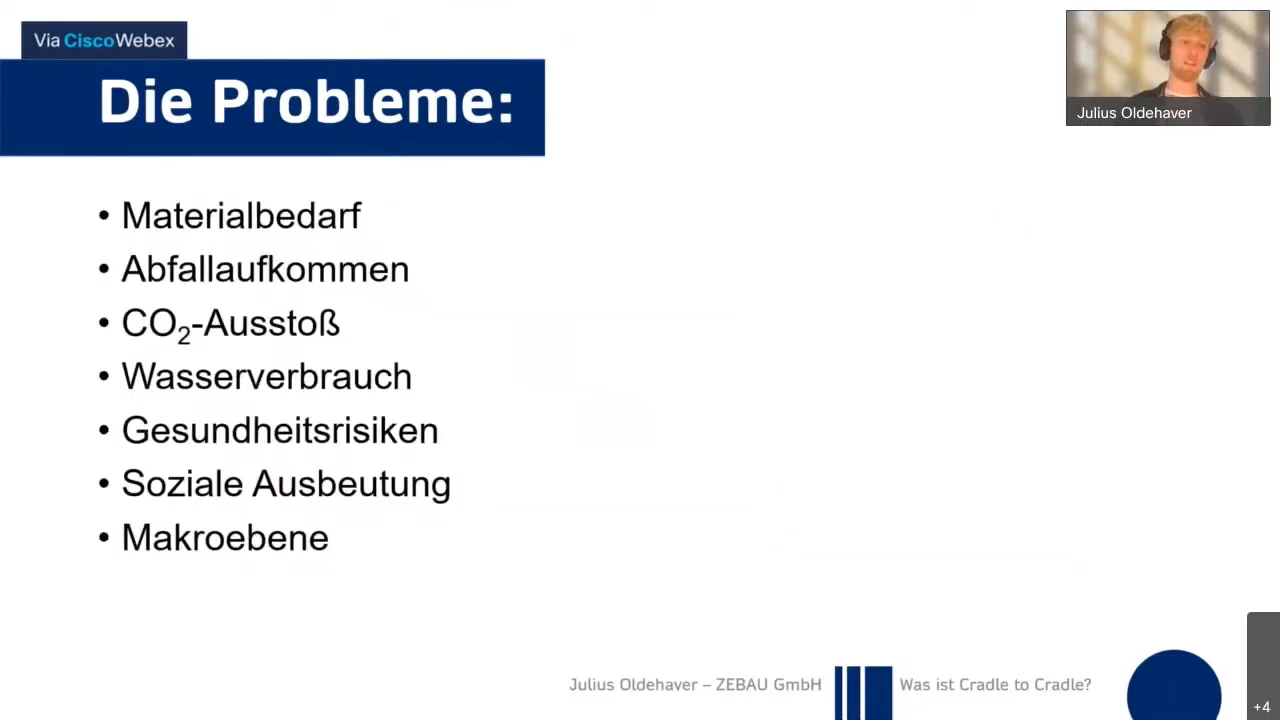 Via CiscoWebex
Die Probleme:
Julius Oldehaver
• Materialbedarf
• Abfallaufkommen
• CO₂-Ausstoß
• Wasserverbrauch
• Gesundheitsrisiken
• Soziale Ausbeutung
• Makroebene
Julius Oldehaver – ZEBAU GmbH
Was ist Cradle to Cradle?
+4